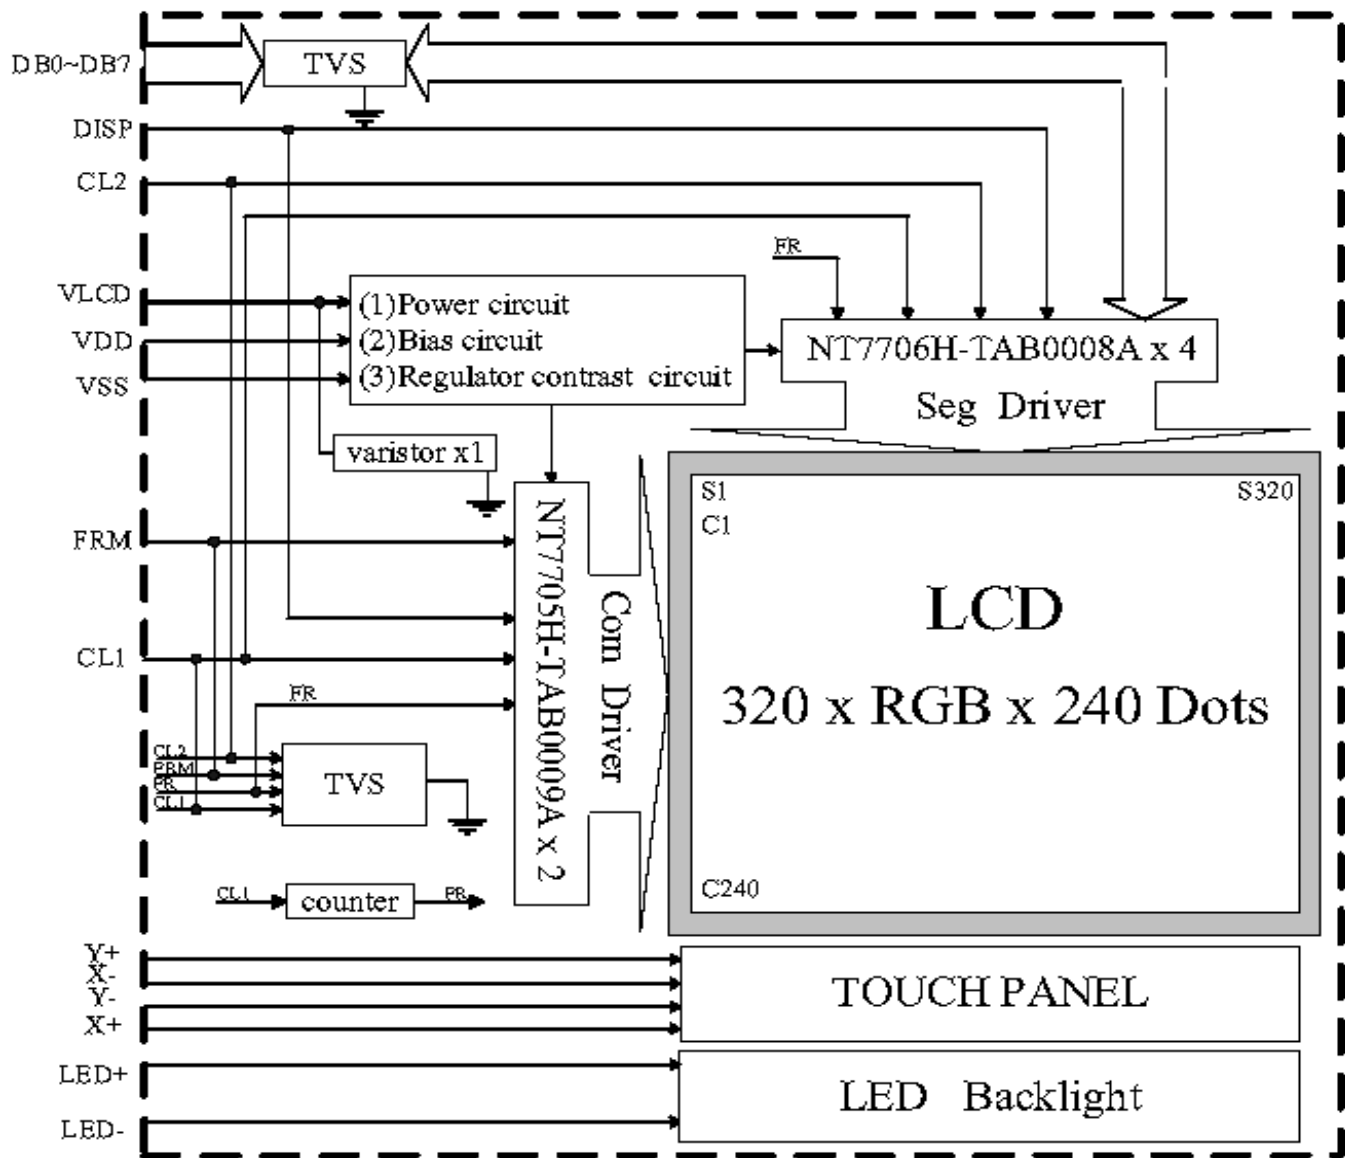 DB0~DB7
TVS
DISP
CL2
FR
VLCD
VDD
VSS
(1)Power circuit
(2)Bias circuit
(3)Regulator contrast circuit
NT7706H-TAB0008A x 4
Seg Driver
varistor x1
S1
S320
C1
FRM
NT7705H-TAB0009A x 2
Com Driver
LCD
320 x RGB x 240 Dots
CL1
FR
CL2
FRM
FR
CL1
TVS
C240
CL1
counter
FR
Y+
X-
Y-
X+
TOUCH PANEL
LED+
LED Backlight
LED-